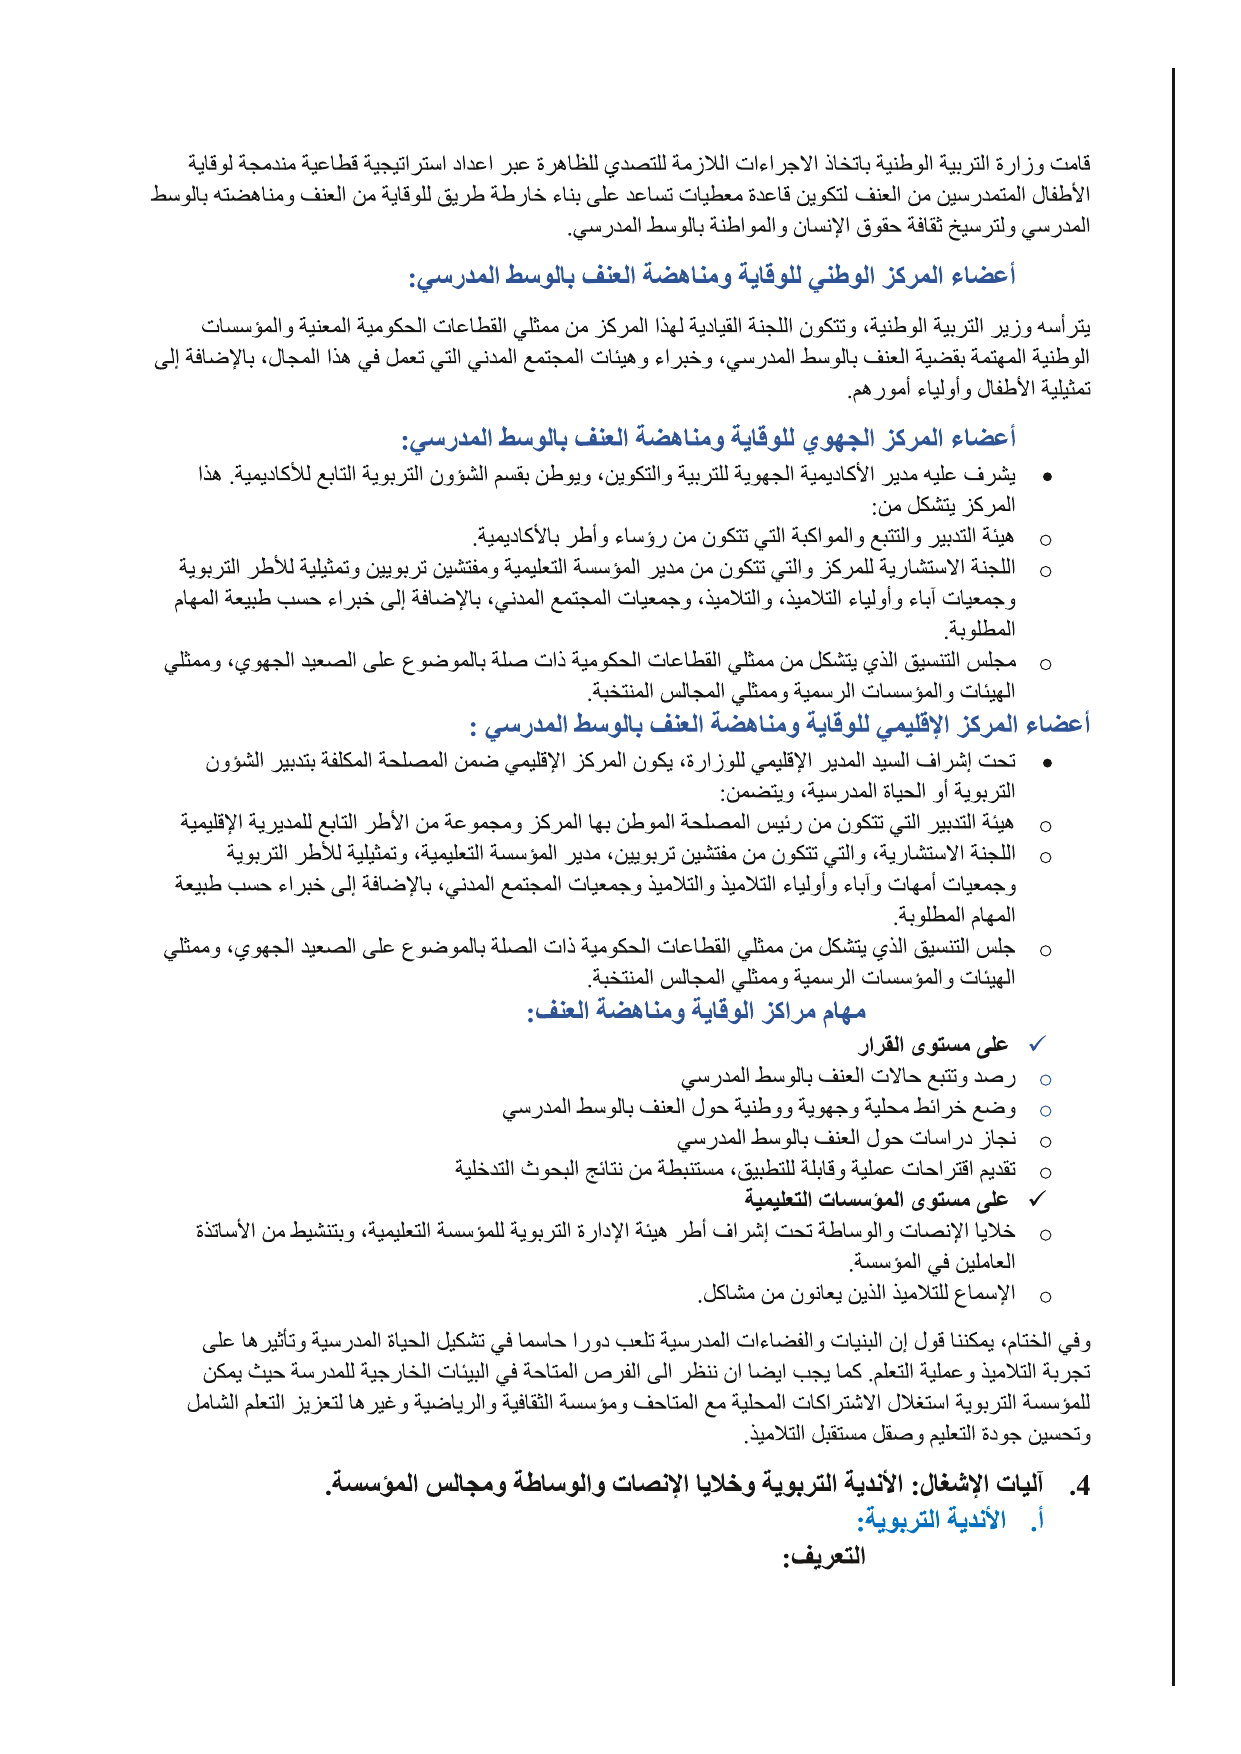 قامت وزارة التربية الوطنية باتخاذ الاجراءات اللازمة للتصدي للظاهرة عبر اعداد استراتيجية قطاعية مندمجة لوقاية
الأطفال المتمدرسين من العنف لتكوين قاعدة معطيات تساعد على بناء خارطة طريق للوقاية من العنف ومناهضته بالوسط
المدرسي ولترسيخ ثقافة حقوق الإنسان والمواطنة بالوسط المدرسي.
أعضاء المركز الوطني للوقاية ومناهضة العنف بالوسط المدرسي:
يترأسه وزير التربية الوطنية، وتتكون اللجنة القيادية لهذا المركز من ممثلي القطاعات الحكومية المعنية والمؤسسات
الوطنية المهتمة بقضية العنف بالوسط المدرسي، وخبراء وهيئات المجتمع المدني التي تعمل في هذا المجال، بالإضافة إلى
تمثيلية الأطفال وأولياء أمورهم.
أعضاء المركز الجهوي للوقاية ومناهضة العنف بالوسط المدرسي:
• يشرف عليه مدير الأكاديمية الجهوية للتربية والتكوين، ويوطن بقسم الشؤون التربوية التابع للأكاديمية. هذا
المركز يتشكل من:
o هيئة التدبير والتتبع والمواكبة التي تتكون من رؤساء وأطر بالأكاديمية.
o اللجنة الاستشارية للمركز والتي تتكون من مدير المؤسسة التعليمية ومفتشين تربويين وتمثيلية للأطر التربوية
وجمعيات آباء وأولياء التلاميذ، والتلاميذ، وجمعيات المجتمع المدني، بالإضافة إلى خبراء حسب طبيعة المهام
المطلوبة.
o مجلس التنسيق الذي يتشكل من ممثلي القطاعات الحكومية ذات صلة بالموضوع على الصعيد الجهوي، وممثلي
الهيئات والمؤسسات الرسمية وممثلي المجالس المنتخبة.
أعضاء المركز الإقليمي للوقاية ومناهضة العنف بالوسط المدرسي :
• تحت إشراف السيد المدير الإقليمي للوزارة، يكون المركز الإقليمي ضمن المصلحة المكلفة بتدبير الشؤون
التربوية أو الحياة المدرسية، ويتضمن:
o هيئة التدبير التي تتكون من رئيس المصلحة الموطن بها المركز ومجموعة من الأطر التابع للمديرية الإقليمية
o اللجنة الاستشارية، والتي تتكون من مفتشين تربويين، مدير المؤسسة التعليمية، وتمثيلية للأطر التربوية
وجمعيات أمهات وآباء وأولياء التلاميذ والتلاميذ وجمعيات المجتمع المدني، بالإضافة إلى خبراء حسب طبيعة
المهام المطلوبة.
o جلس التنسيق الذي يتشكل من ممثلي القطاعات الحكومية ذات الصلة بالموضوع على الصعيد الجهوي، وممثلي
الهيئات والمؤسسات الرسمية وممثلي المجالس المنتخبة.
مهام مراكز الوقاية ومناهضة العنف:
✓ على مستوى القرار
o رصد وتتبع حالات العنف بالوسط المدرسي
o وضع خرائط محلية وجهوية ووطنية حول العنف بالوسط المدرسي
o نجاز دراسات حول العنف بالوسط المدرسي
o تقديم اقتراحات عملية وقابلة للتطبيق، مستنبطة من نتائج البحوث التدخلية
✓ على مستوى المؤسسات التعليمية
o خلايا الإنصات والوساطة تحت إشراف أطر هيئة الإدارة التربوية للمؤسسة التعليمية، وبتنشيط من الأساتذة
العاملين في المؤسسة.
o الإسماع للتلاميذ الذين يعانون من مشاكل.
وفي الختام، يمكننا قول إن البنيات والفضاءات المدرسية تلعب دورا حاسما في تشكيل الحياة المدرسية وتأثيرها على
تجربة التلاميذ وعملية التعلم. كما يجب ايضا ان ننظر الى الفرص المتاحة في البيئات الخارجية للمدرسة حيث يمكن
للمؤسسة التربوية استغلال الاشتراكات المحلية مع المتاحف ومؤسسة الثقافية والرياضية وغيرها لتعزيز التعلم الشامل
وتحسين جودة التعليم وصقل مستقبل التلاميذ.
4. آليات الإشغال: الأندية التربوية وخلايا الإنصات والوساطة ومجالس المؤسسة.
أ. الأندية التربوية:
التعريف: